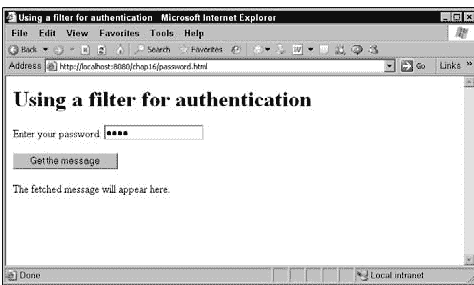 Using a filter for authentication Microsoft Internet Explorer
File Edit View Favorites Tools Help
Back Search Favorites
Address http://localhost:8080/chap16/password.html Go Links »
Using a filter for authentication
Enter your password: ●●●●
Get the message
The fetched message will appear here.
Done Local intranet